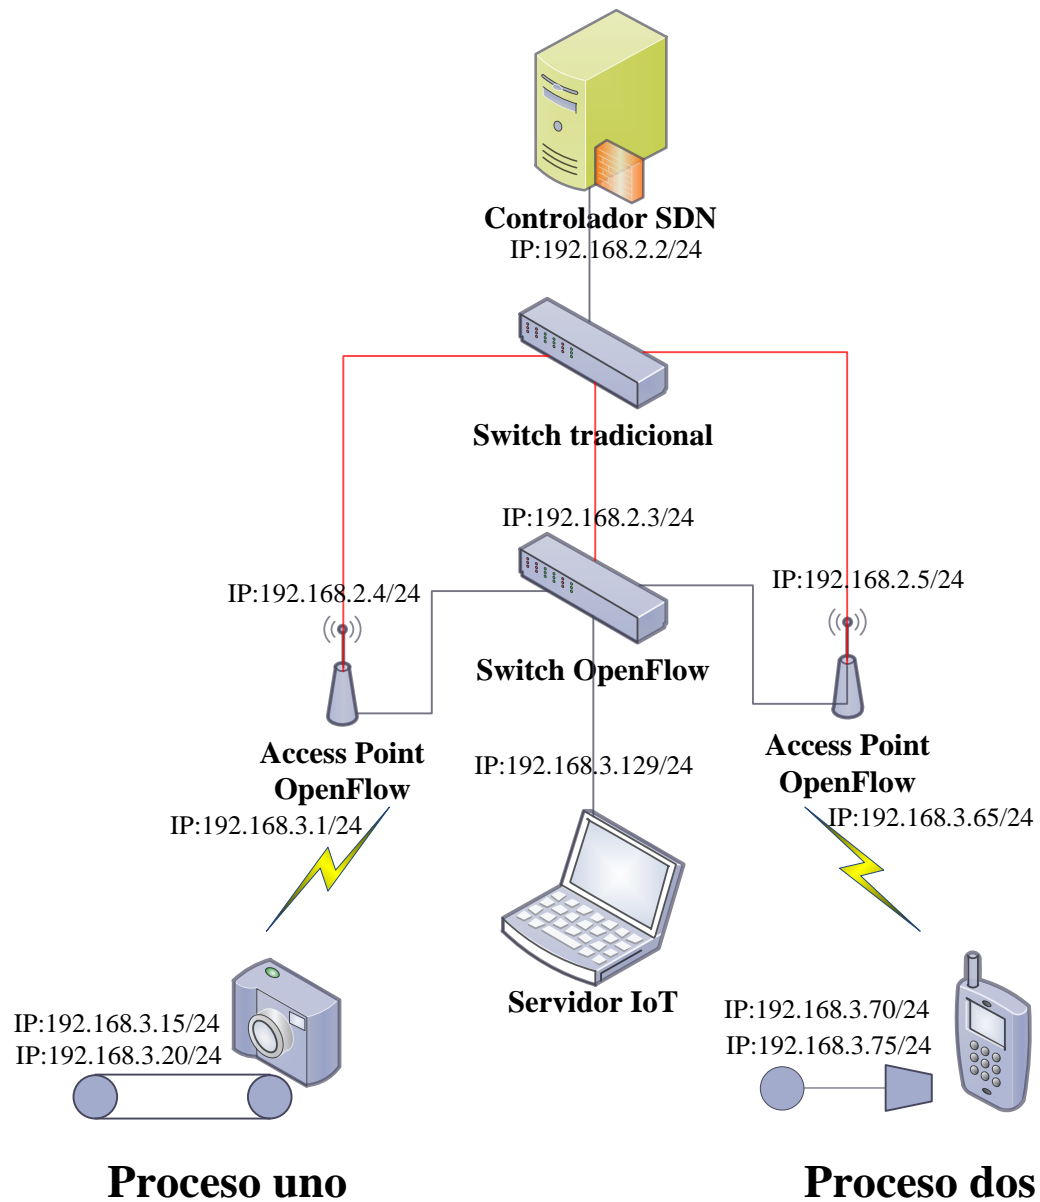 Controlador SDN
IP:192.168.2.2/24
Switch tradicional
IP:192.168.2.3/24
IP:192.168.2.4/24
IP:192.168.2.5/24
Switch OpenFlow
Access Point
OpenFlow
IP:192.168.3.1/24
IP:192.168.3.129/24
Access Point
OpenFlow
IP:192.168.3.65/24
Servidor IoT
IP:192.168.3.15/24
IP:192.168.3.20/24
IP:192.168.3.70/24
IP:192.168.3.75/24
Proceso uno
Proceso dos